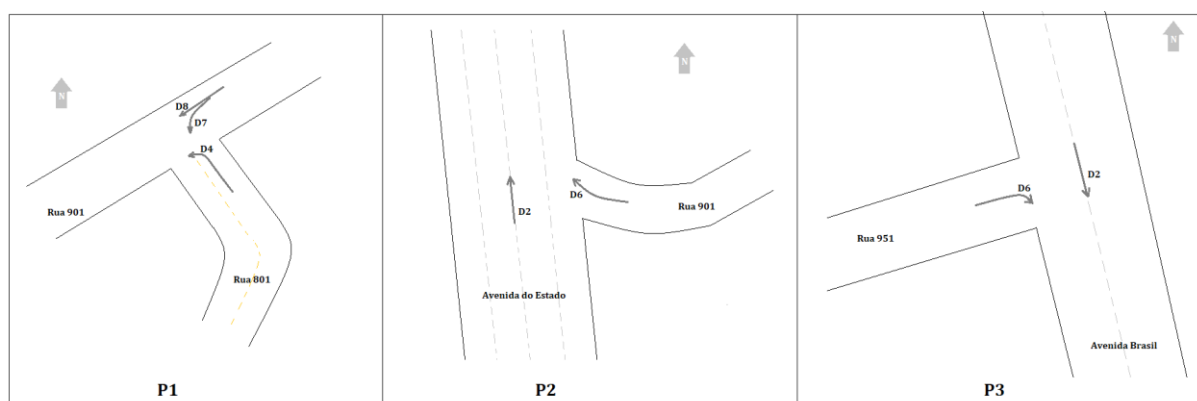 N
D8
D7
D4
Rua 901
Rua 801
P1
N
D6
D2
Rua 901
Avenida do Estado
P2
N
D2
D6
Rua 951
Avenida Brasil
P3